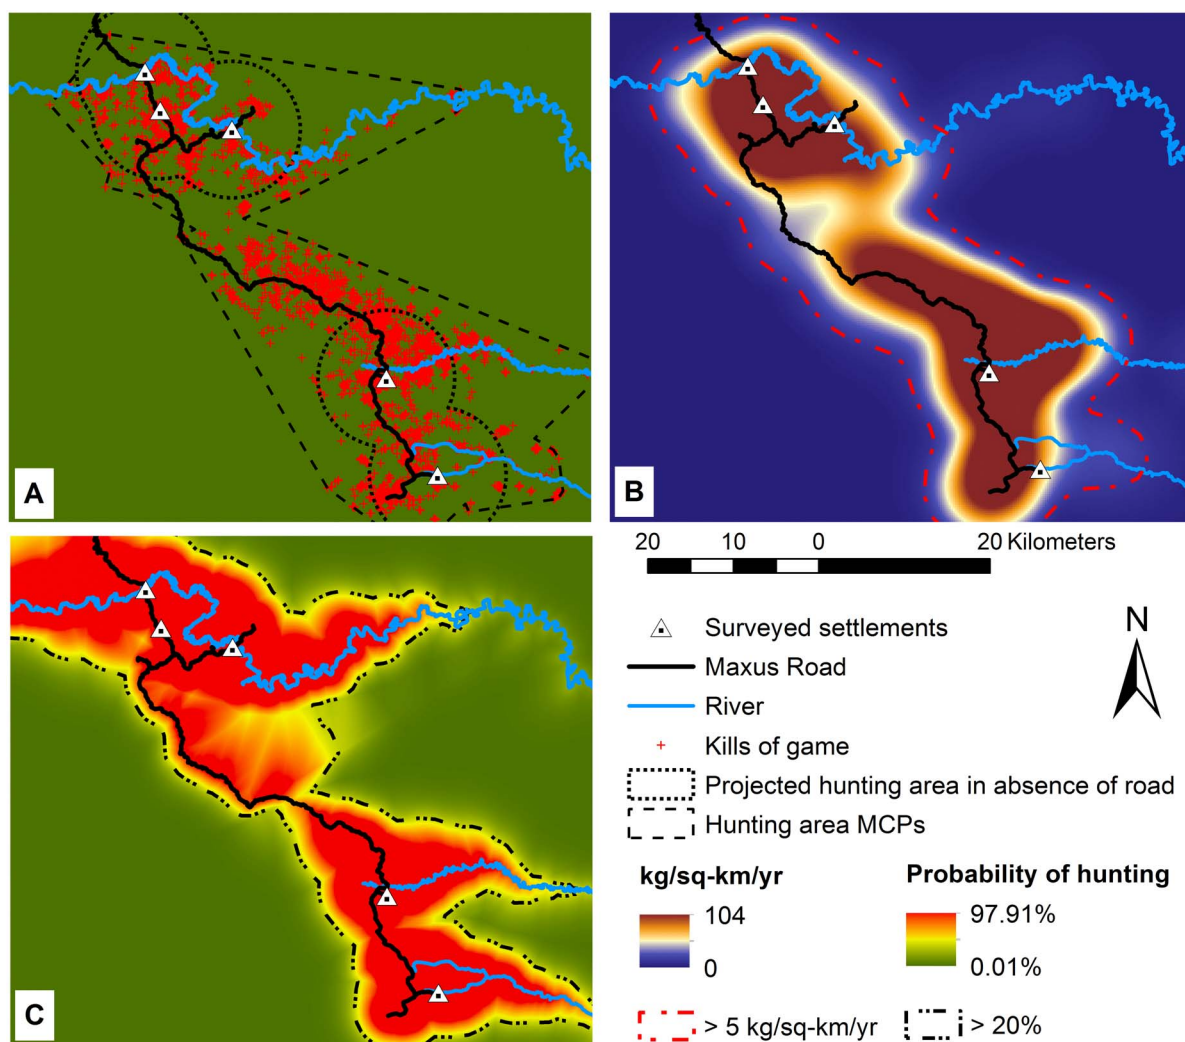 A
B
C
20 10 0 20 Kilometers
Surveyed settlements
Maxus Road
River
Kills of game
Projected hunting area in absence of road
Hunting area MCPs
N
kg/sq-km/yr
104
0
> 5 kg/sq-km/yr
Probability of hunting
97.91%
0.01%
> 20%